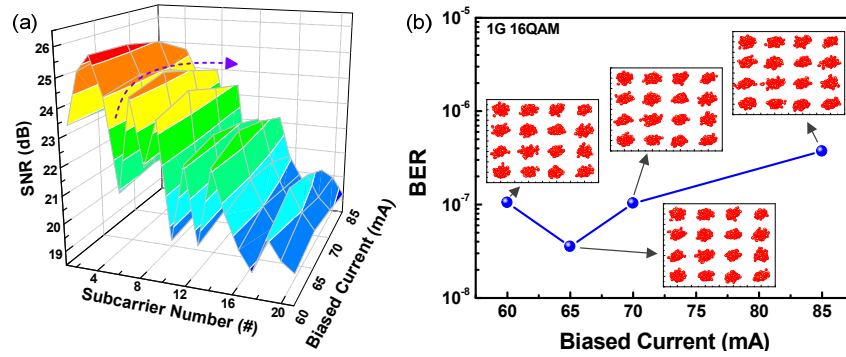 (a)
26
25
24
23
22
21
20
19
SNR (dB)
4
8
12
16
20
Subcarrier Number (#)
60
65
70
85
Biased Current (mA)
(b)
1G 16QAM
10⁻⁵
10⁻⁶
10⁻⁷
10⁻⁸
BER
60 65 70 75 80 85
Biased Current (mA)